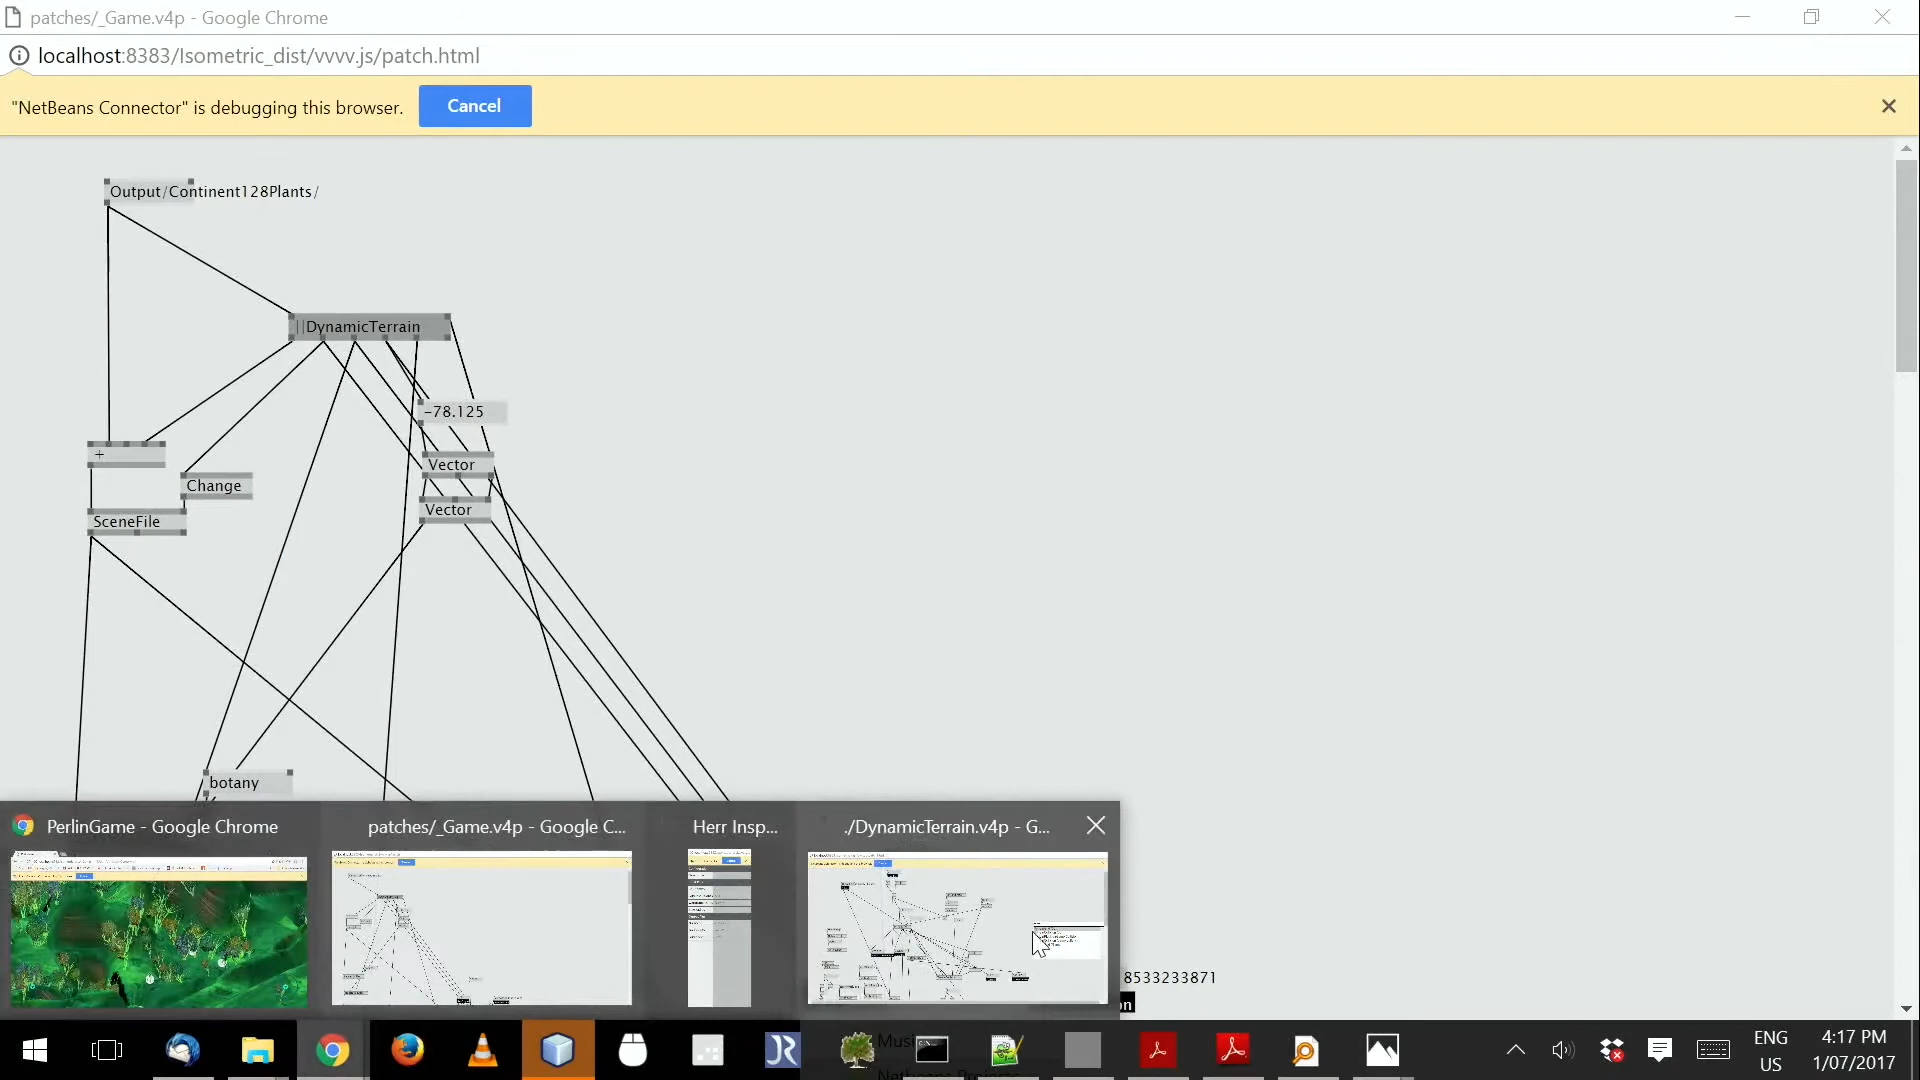 patches/_Game.v4p - Google Chrome
localhost:8383/Isometric_dist/vvvv.js/patch.html
"NetBeans Connector" is debugging this browser.
Cancel
Output/Continent128Plants/
||DynamicTerrain
-78.125
+
Vector
Change
Vector
SceneFile
botany
PerlinGame - Google Chrome
patches/_Game.v4p - Google C...
Herr Insp...
./DynamicTerrain.v4p - G...
8533233871
on
ENG
US
4:17 PM
1/07/2017